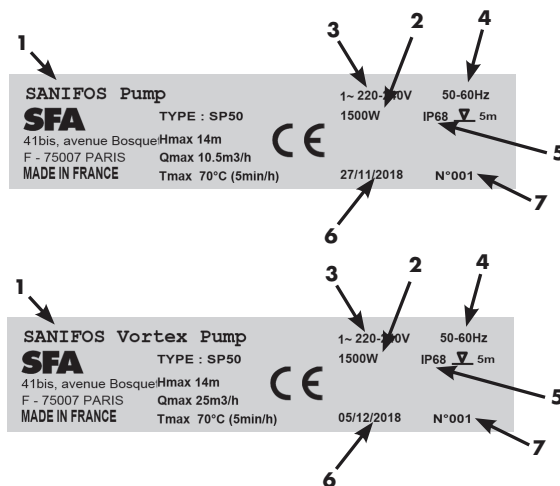 2
4
3
1
SANIFOS Pump
1~ 220-240V
50-60Hz
SFA
TYPE : SP50
1500W
IP68
5m
41bis, avenue Bosquet
Hmax 14m
CE
5
F - 75007 PARIS
Qmax 10.5m3/h
MADE IN FRANCE
Tmax 70°C (5min/h)
27/11/2018
N°001
7
6
2
4
3
1
SANIFOS Vortex Pump
1~ 220-240V
50-60Hz
SFA
TYPE : SP50
1500W
IP68
5m
41bis, avenue Bosquet
Hmax 14m
CE
5
F - 75007 PARIS
Qmax 25m3/h
MADE IN FRANCE
Tmax 70°C (5min/h)
05/12/2018
N°001
7
6